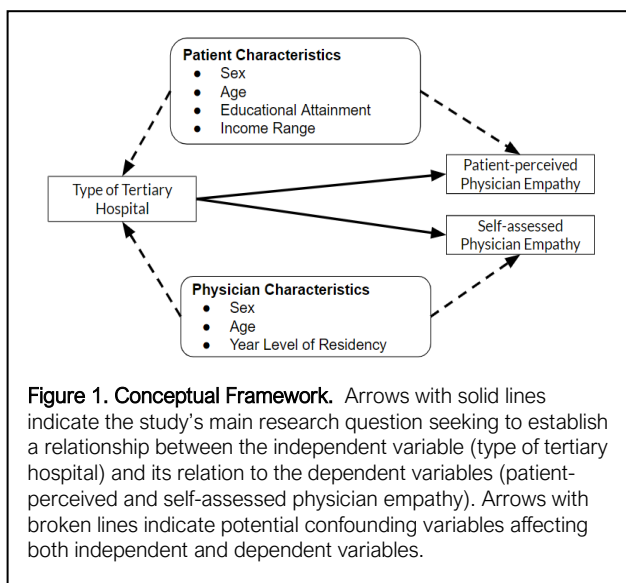 Patient Characteristics
● Sex
● Age
● Educational Attainment
● Income Range
Type of Tertiary
Hospital
Patient-perceived
Physician Empathy
Self-assessed
Physician Empathy
Physician Characteristics
● Sex
● Age
● Year Level of Residency
Figure 1. Conceptual Framework. Arrows with solid lines
indicate the study's main research question seeking to establish
a relationship between the independent variable (type of tertiary
hospital) and its relation to the dependent variables (patient-
perceived and self-assessed physician empathy). Arrows with
broken lines indicate potential confounding variables affecting
both independent and dependent variables.